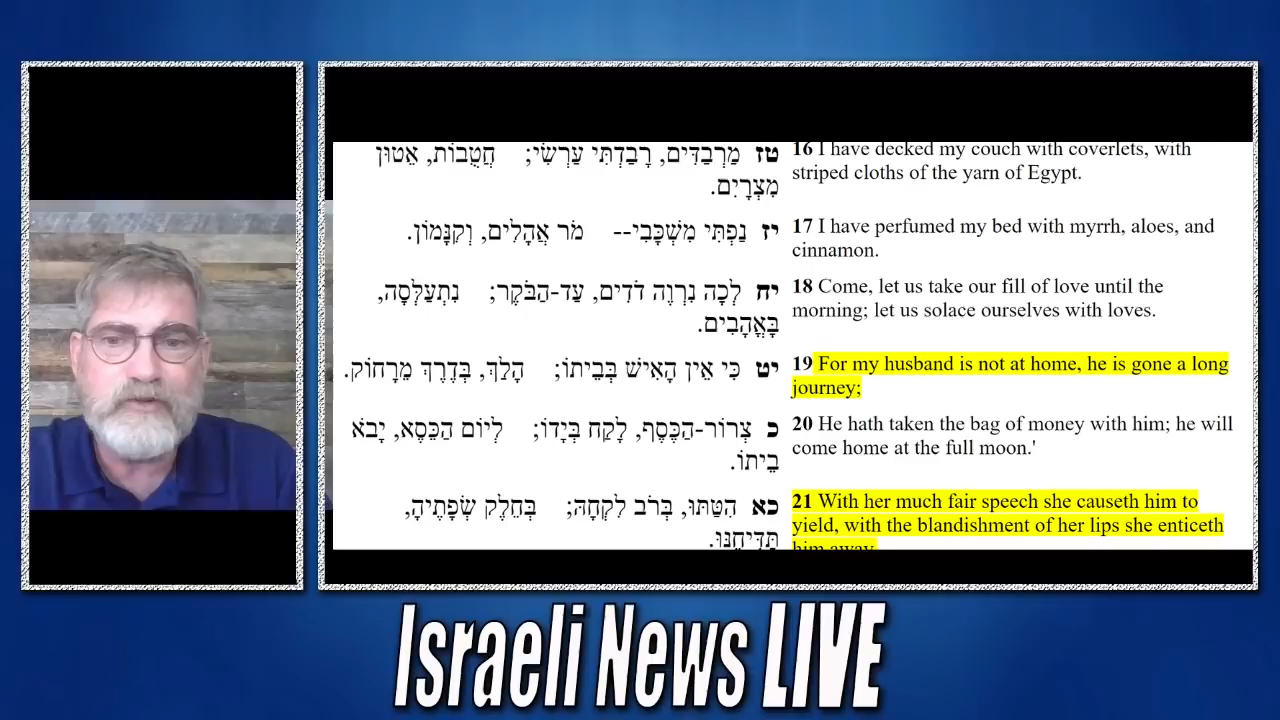 טז מַרְבַדִּים, רָבַדְתִּי עַרְשִׂי; חֲטֻבוֹת, אֵטוּן
מִצְרָיִם.
16 I have decked my couch with coverlets, with
striped cloths of the yarn of Egypt.
יז נַפְתִּי מִשְׁכָּבִי-- מֹר אֲהָלִים, וְקִנָּמוֹן.
17 I have perfumed my bed with myrrh, aloes, and
cinnamon.
יח לְכָה נִרְוֶה דֹדִים, עַד-הַבֹּקֶר; נִתְעַלְּסָה,
בָּאֳהָבִים.
18 Come, let us take our fill of love until the
morning; let us solace ourselves with loves.
יט כִּי אֵין הָאִישׁ בְּבֵיתוֹ; הָלַךְ, בְּדֶרֶךְ מֵרָחוֹק.
19 For my husband is not at home, he is gone a long
journey;
כ צְרוֹר-הַכֶּסֶף, לָקַח בְּיָדוֹ; לְיוֹם הַכֵּסֶא, יָבֹא
בֵיתוֹ.
20 He hath taken the bag of money with him; he will
come home at the full moon.'
כא הִטַּתּוּ, בְּרֹב לִקְחָהּ; בְּחֵלֶק שְׂפָתֶיהָ,
תַּדִּיחֶנּוּ.
21 With her much fair speech she causeth him to
yield, with the blandishment of her lips she enticeth
him away.
Israeli News LIVE